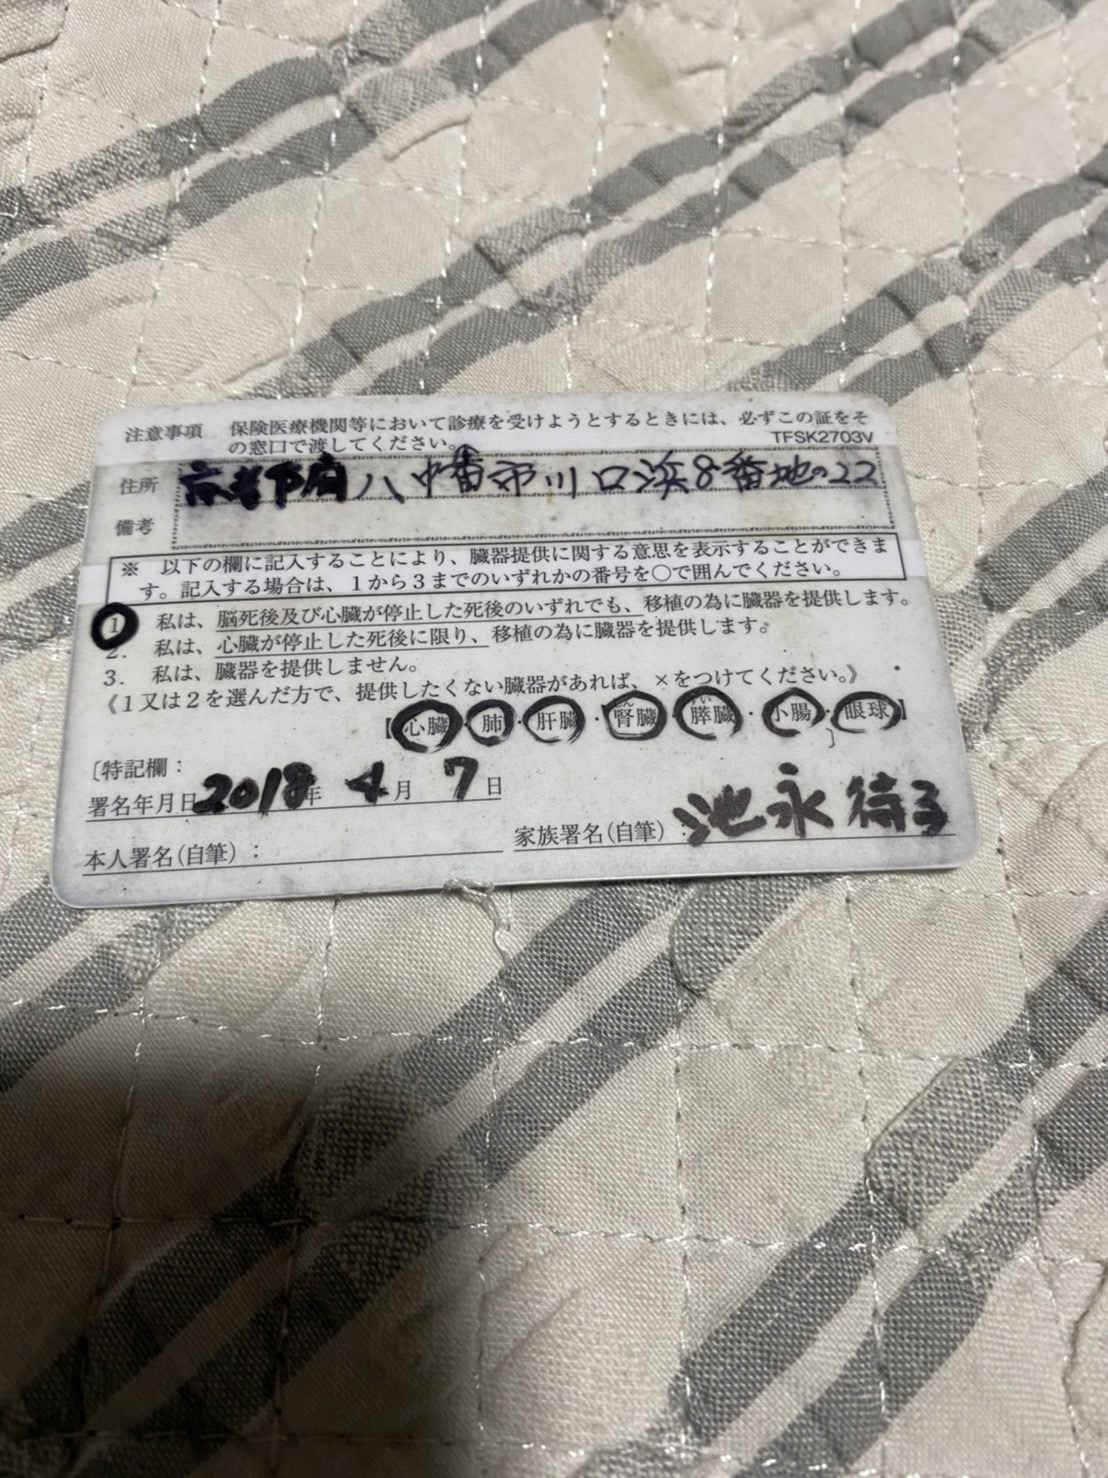 注意事項 保険医療機関等において診療を受けようとするときには、必ずこの証をそ
の窓口で渡してください。 TFSK2703V
住所 京都府八幡市川口浜8番地の22
備考
※ 以下の欄に記入することにより、臓器提供に関する意思を表示することができま
す。記入する場合は、1から3までのいずれかの番号を○で囲んでください。
1. 私は、脳死後及び心臓が停止した死後のいずれでも、移植の為に臓器を提供します。
2. 私は、心臓が停止した死後に限り、移植の為に臓器を提供します。
3. 私は、臓器を提供しません。
《1又は2を選んだ方で、提供したくない臓器があれば、×をつけてください。》
【心臓・肺・肝臓・腎臓・膵臓・小腸・眼球】
〔特記欄： 〕
署名年月日 2018年 4月 7日
本人署名(自筆)： 家族署名(自筆)：池永 待子